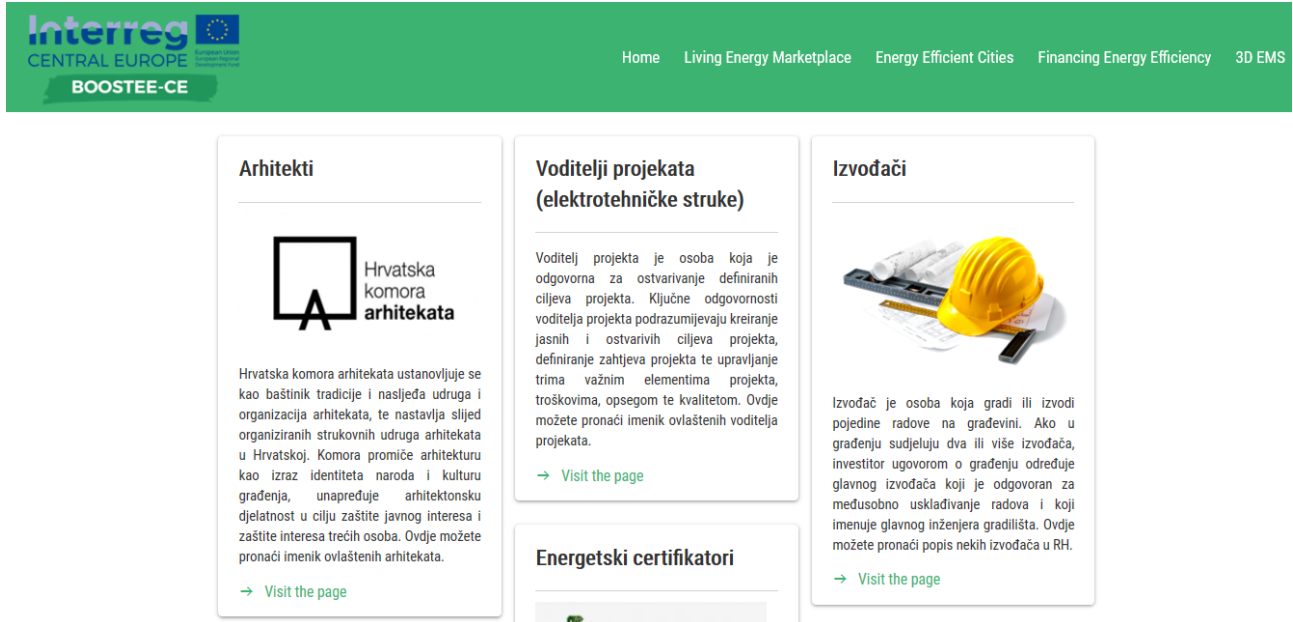 Interreg
CENTRAL EUROPE
European Union
European Regional
Development Fund
BOOSTEE-CE
Home
Living Energy Marketplace
Energy Efficient Cities
Financing Energy Efficiency
3D EMS
Arhitekti
Hrvatska
komora
arhitekata
Hrvatska komora arhitekata ustanovljuje se
kao baštinik tradicije i nasljeđa udruga i
organizacija arhitekata, te nastavlja slijed
organiziranih strukovnih udruga arhitekata
u Hrvatskoj. Komora promiče arhitekturu
kao izraz identiteta naroda i kulturu
građenja, unapređuje arhitektonsku
djelatnost u cilju zaštite javnog interesa i
zaštite interesa trećih osoba. Ovdje možete
pronaći imenik ovlaštenih arhitekata.
→ Visit the page
Voditelji projekata
(elektrotehničke struke)
Voditelj projekta je osoba koja je
odgovorna za ostvarivanje definiranih
ciljeva projekta. Ključne odgovornosti
voditelja projekta podrazumijevaju kreiranje
jasnih i ostvarivih ciljeva projekta,
definiranje zahtjeva projekta te upravljanje
trima važnim elementima projekta,
troškovima, opsegom te kvalitetom. Ovdje
možete pronaći imenik ovlaštenih voditelja
projekata.
→ Visit the page
Energetski certifikatori
Izvođači
Izvođač je osoba koja gradi ili izvodi
pojedine radove na građevini. Ako u
građenju sudjeluju dva ili više izvođača,
investitor ugovorom o građenju određuje
glavnog izvođača koji je odgovoran za
međusobno usklađivanje radova i koji
imenuje glavnog inženjera gradilišta. Ovdje
možete pronaći popis nekih izvođača u RH.
→ Visit the page